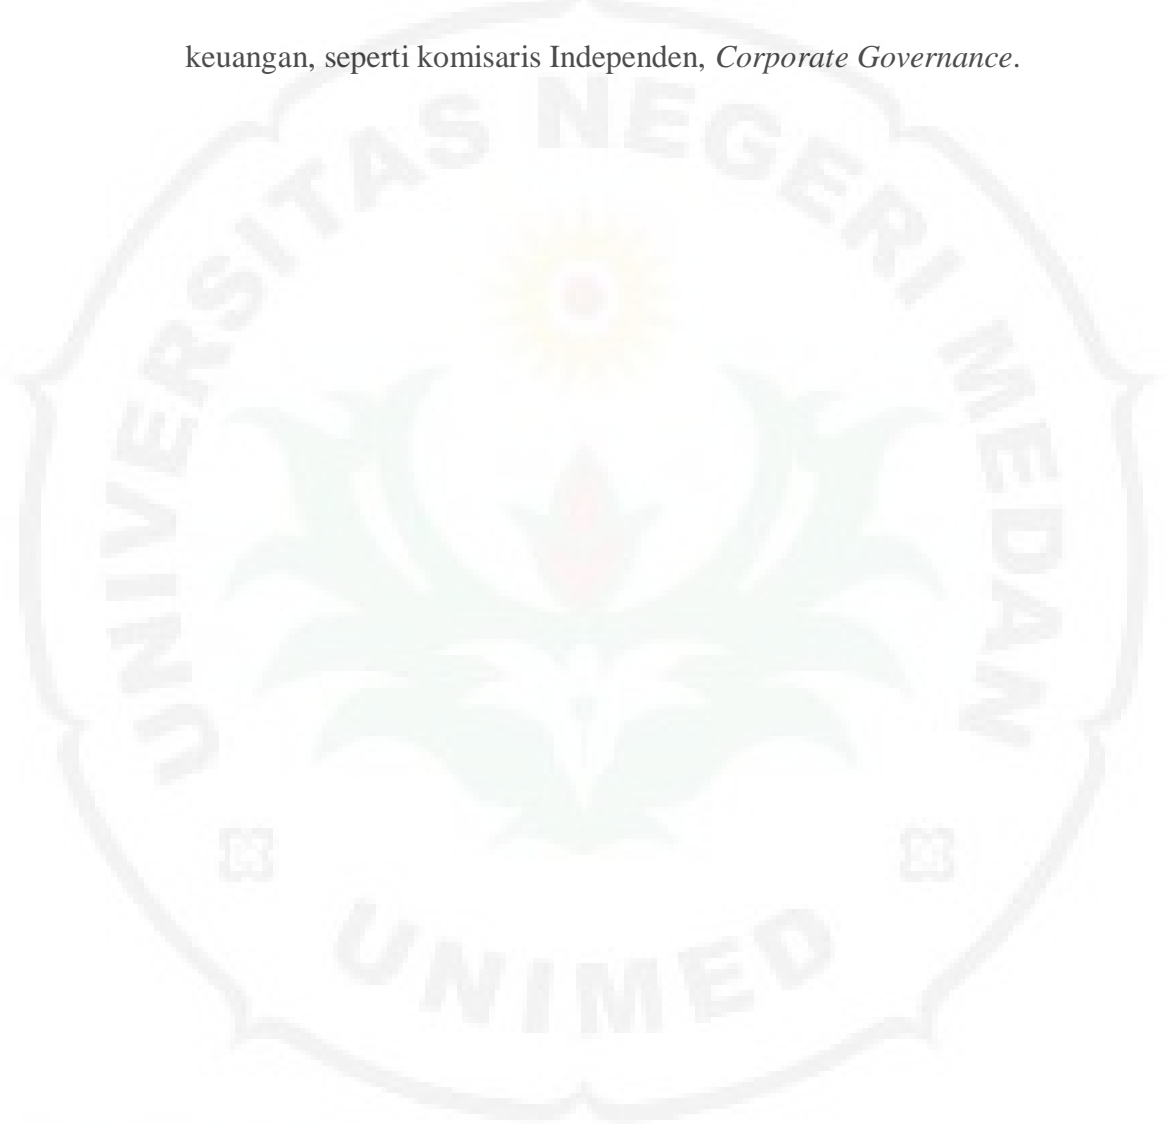 keuangan, seperti komisaris Independen, Corporate Governance.
UNIVERSITAS NEGERI MEDAN
UNIMED